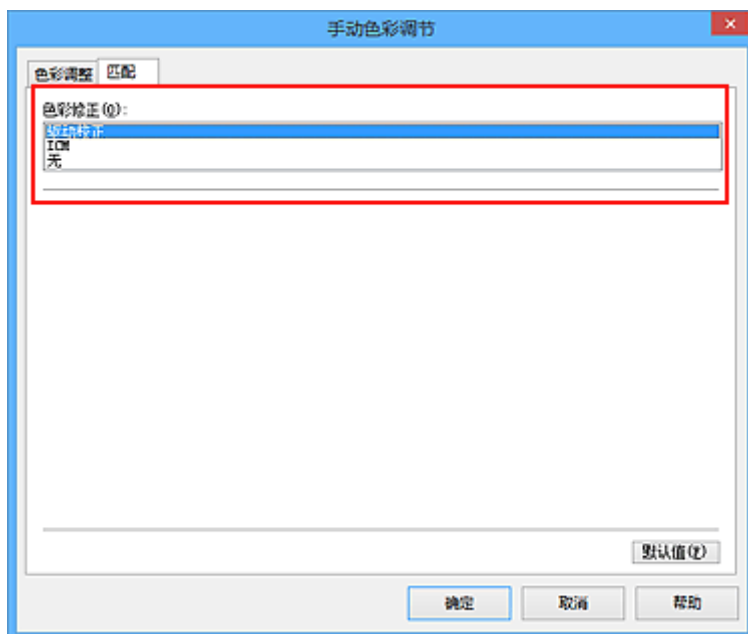 手动色彩调节
色彩调整 匹配
色彩修正(Q):
驱动校正
ICM
无
默认值(Y)
确定 取消 帮助